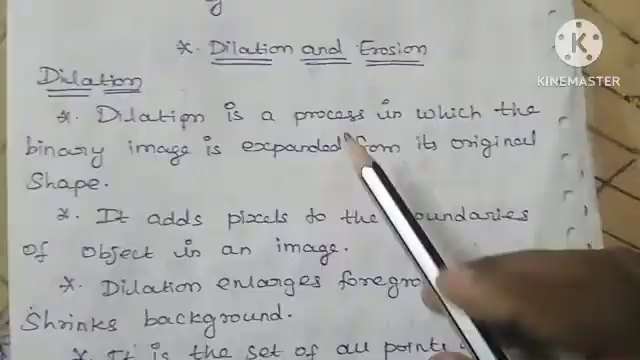 *. Dilation and Erosion
Dilation
*. Dilation is a process in which the
binary image is expanded from its original
Shape.
*. It adds pixels to the boundaries
of object in an image.
*. Dilation enlarges
Shrinks background.
*. It is the set of all points
KINEMASTER